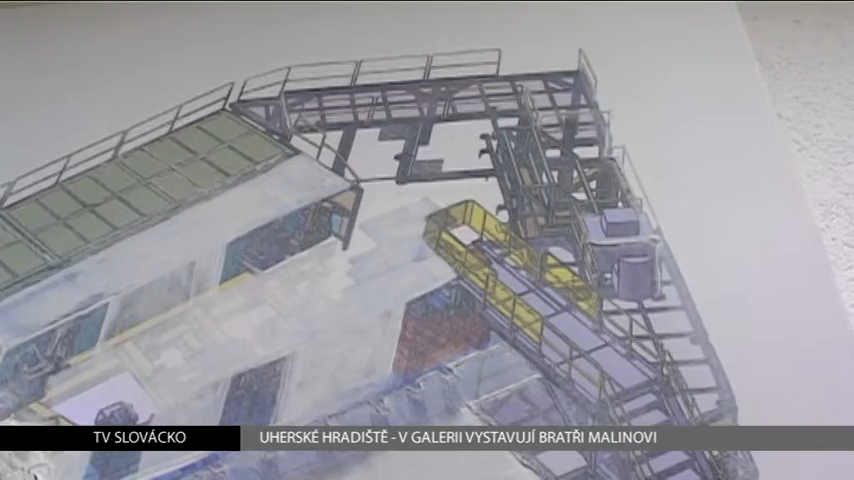 TV SLOVÁCKO
UHERSKÉ HRADIŠTĚ - V GALERII VYSTAVUJÍ BRATŘI MALINOVI